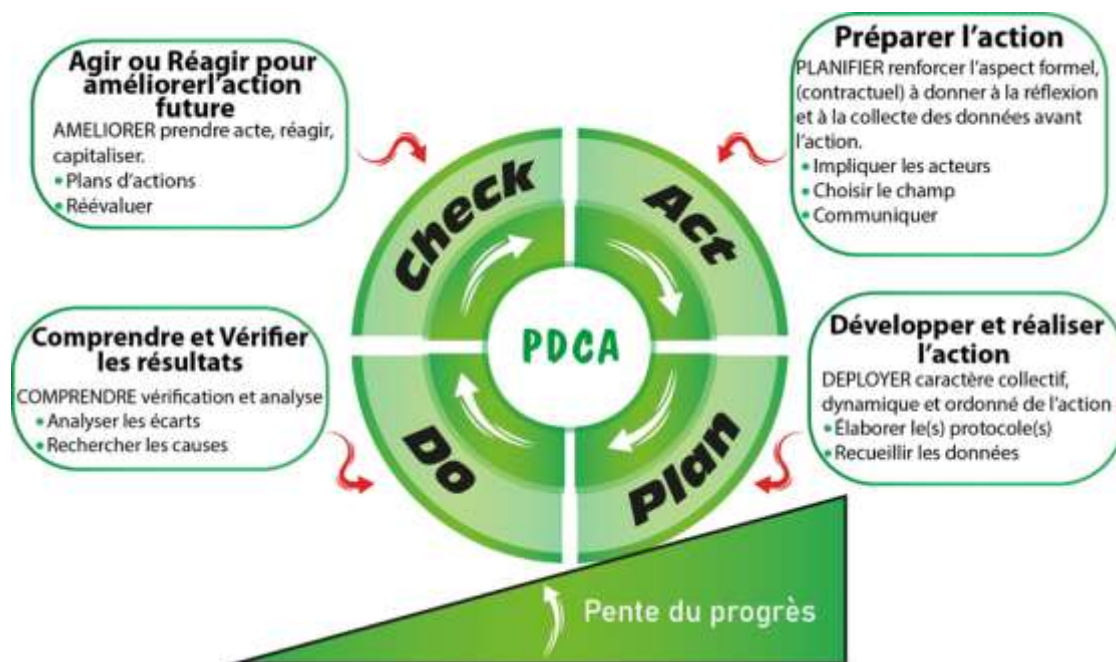 Agir ou Réagir pour
améliorerl'action
future
AMELIORER prendre acte, réagir,
capitaliser.
• Plans d'actions
• Réévaluer
Préparer l'action
PLANIFIER renforcer l'aspect formel,
(contractuel) à donner à la réflexion
et à la collecte des données avant
l'action.
• Impliquer les acteurs
• Choisir le champ
• Communiquer
Check
Act
PDCA
Do
Plan
Comprendre et Vérifier
les résultats
COMPRENDRE vérification et analyse
• Analyser les écarts
• Rechercher les causes
Développer et réaliser
l'action
DEPLOYER caractère collectif,
dynamique et ordonné de l'action
• Élaborer le(s) protocole(s)
• Recueillir les données
Pente du progrès